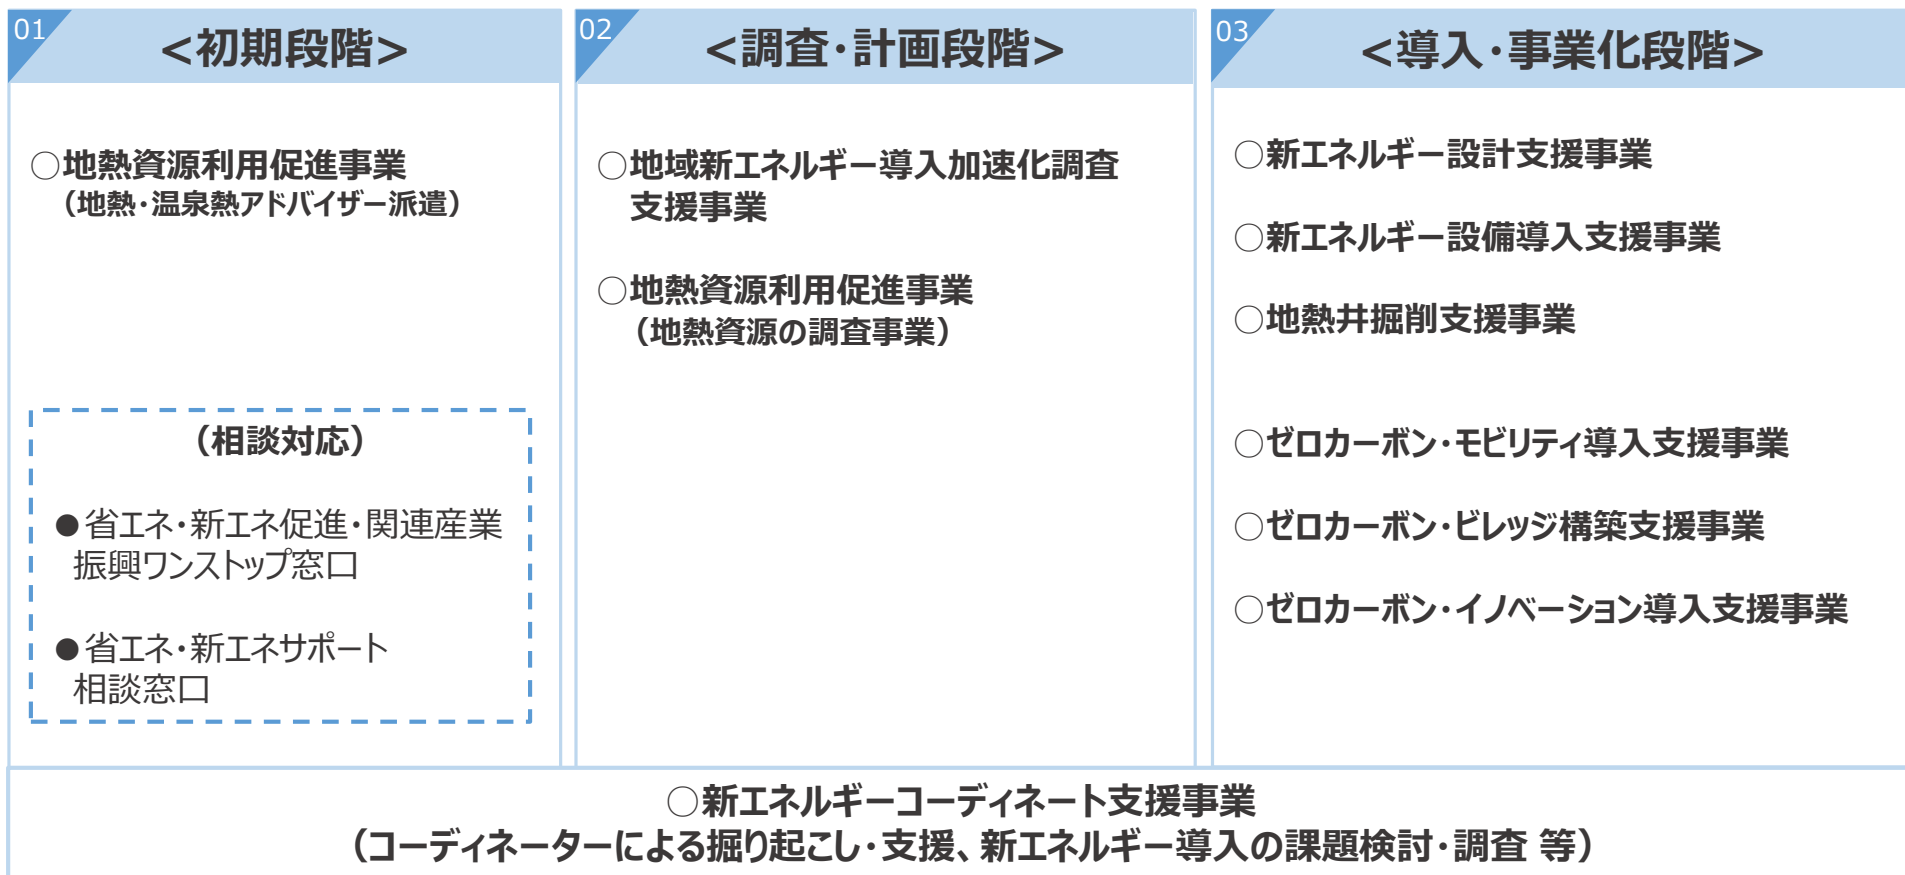 01
<初期段階>
○地熱資源利用促進事業
(地熱・温泉熱アドバイザー派遣)
(相談対応)
●省エネ・新エネ促進・関連産業
振興ワンストップ窓口
●省エネ・新エネサポート
相談窓口
02
<調査・計画段階>
○地域新エネルギー導入加速化調査
支援事業
○地熱資源利用促進事業
(地熱資源の調査事業)
03
<導入・事業化段階>
○新エネルギー設計支援事業
○新エネルギー設備導入支援事業
○地熱井掘削支援事業
○ゼロカーボン・モビリティ導入支援事業
○ゼロカーボン・ビレッジ構築支援事業
○ゼロカーボン・イノベーション導入支援事業
○新エネルギーコーディネート支援事業
(コーディネーターによる掘り起こし・支援、新エネルギー導入の課題検討・調査 等)